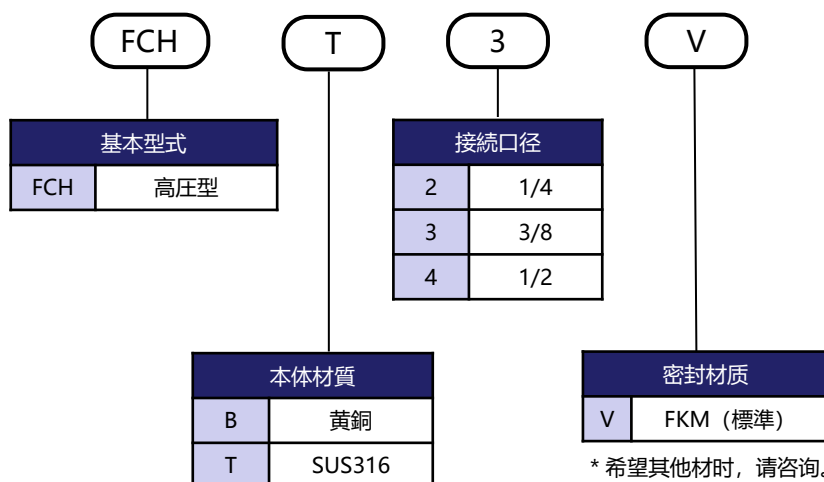 FCH T 3 V
基本型式
FCH 高圧型
接続口径
2 1/4
3 3/8
4 1/2
本体材質
B 黄銅
T SUS316
密封材质
V FKM（標準）
* 希望其他材时，请咨询。